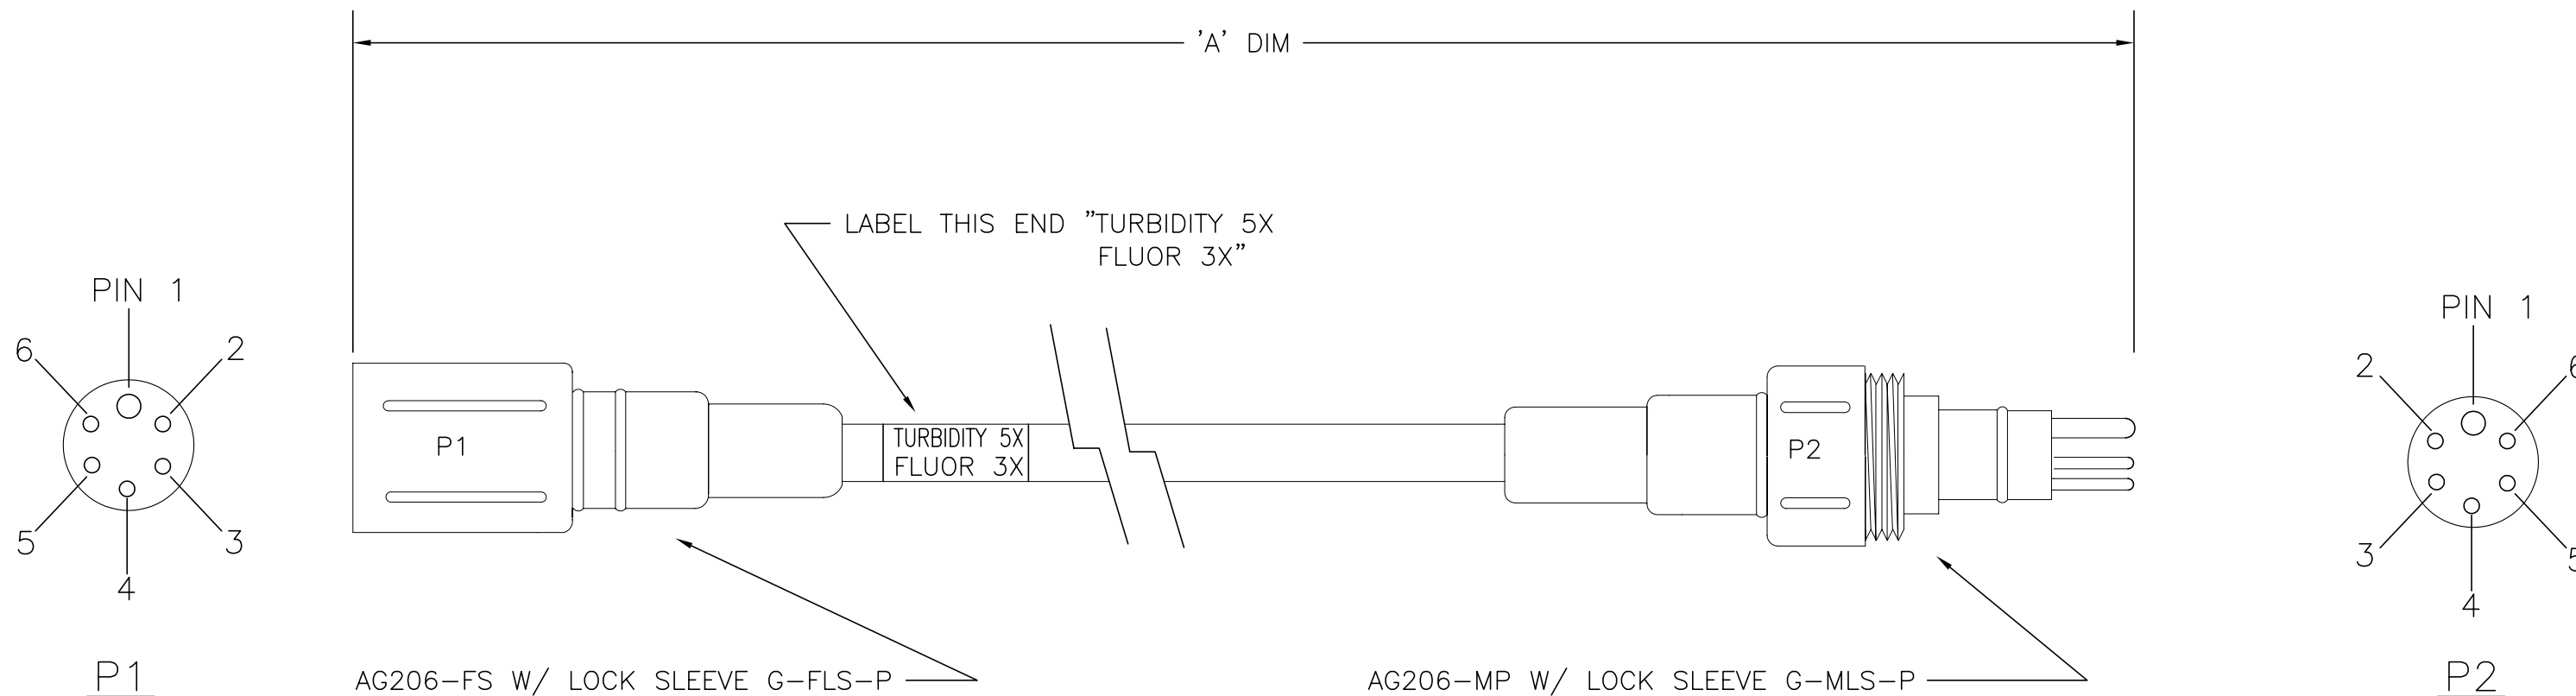 'A' DIM
LABEL THIS END "TURBIDITY 5X
FLUOR 3X"
PIN 1
6
2
5
3
4
P1
P1
TURBIDITY 5X
FLUOR 3X
P2
PIN 1
2
6
3
5
4
P2
AG206-FS W/ LOCK SLEEVE G-FLS-P
AG206-MP W/ LOCK SLEEVE G-MLS-P